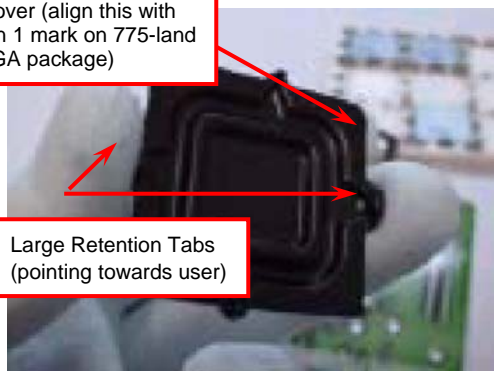 over (align this with
1 mark on 775-land
GA package)
Large Retention Tabs
(pointing towards user)